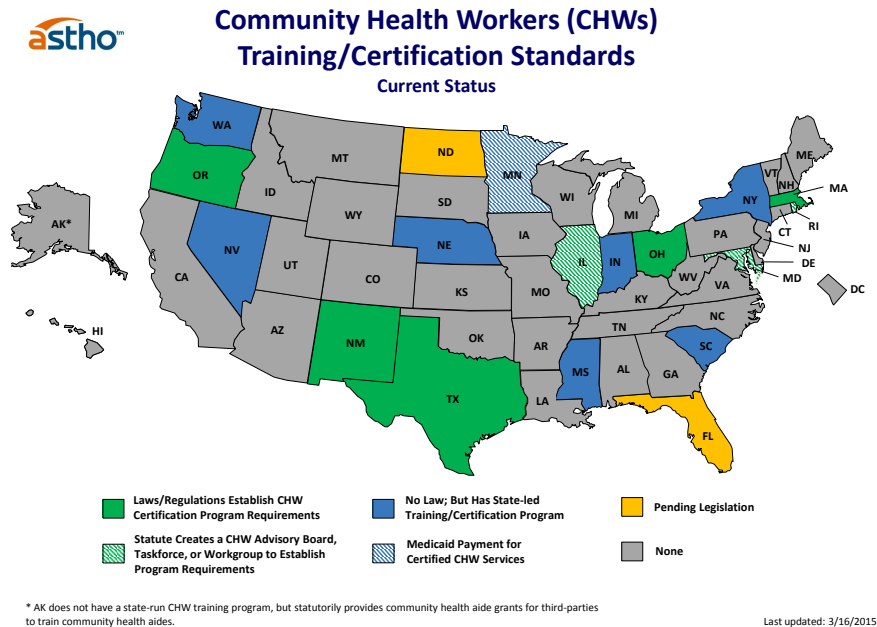 astho™
Community Health Workers (CHWs)
Training/Certification Standards
Current Status
WA
OR
MT
ID
WY
ND
SD
MN
WI
MI
ME
VT
NH
NY
MA
RI
CT
NJ
DE
MD
DC
PA
AK*
NV
NE
IA
IL
IN
OH
WV
VA
CA
UT
CO
KS
MO
KY
NC
TN
SC
HI
AZ
NM
OK
AR
MS
AL
GA
TX
LA
FL
Laws/Regulations Establish CHW
Certification Program Requirements
No Law; But Has State-led
Training/Certification Program
Pending Legislation
Statute Creates a CHW Advisory Board,
Taskforce, or Workgroup to Establish
Program Requirements
Medicaid Payment for
Certified CHW Services
None
* AK does not have a state-run CHW training program, but statutorily provides community health aide grants for third-parties
to train community health aides.
Last updated: 3/16/2015